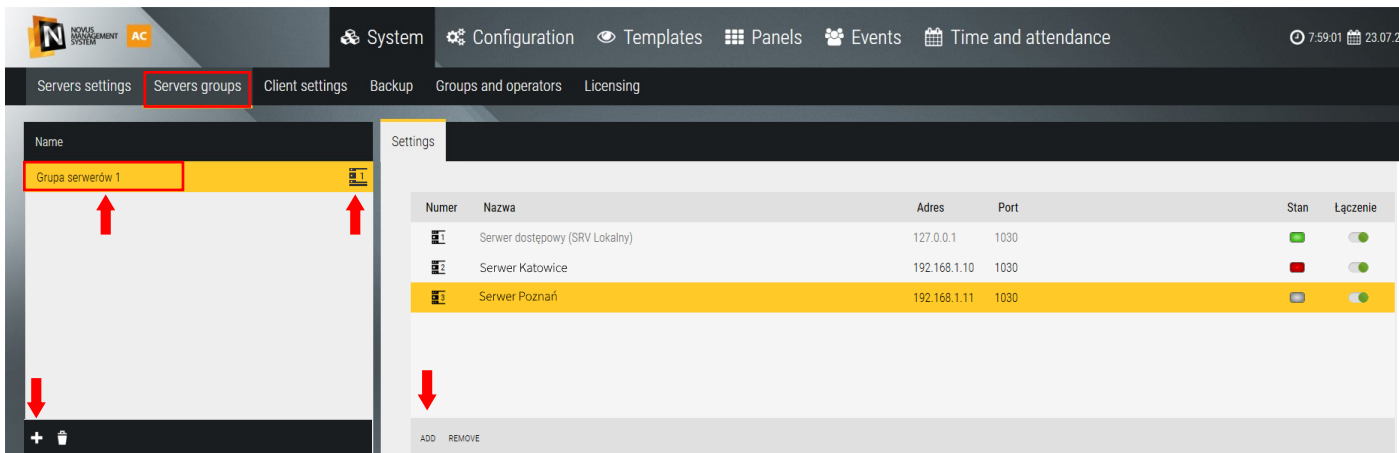 NOVUS
MANAGEMENT
SYSTEM
AC
System Configuration Templates Panels Events Time and attendance 7:59:01 23.07.2
Servers settings Servers groups Client settings Backup Groups and operators Licensing
Name
Settings
Grupa serwerów 1 1
Numer Nazwa Adres Port Stan Łączenie
1 Serwer dostępowy (SRV Lokalny) 127.0.0.1 1030
2 Serwer Katowice 192.168.1.10 1030
3 Serwer Poznań 192.168.1.11 1030
ADD REMOVE